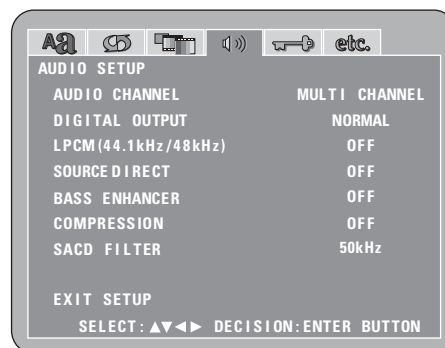 Aa etc.
AUDIO SETUP
AUDIO CHANNEL MULTI CHANNEL
DIGITAL OUTPUT NORMAL
LPCM (44.1kHz/48kHz) OFF
SOURCE DIRECT OFF
BASS ENHANCER OFF
COMPRESSION OFF
SACD FILTER 50kHz
EXIT SETUP
SELECT: ▲▼◄► DECISION: ENTER BUTTON